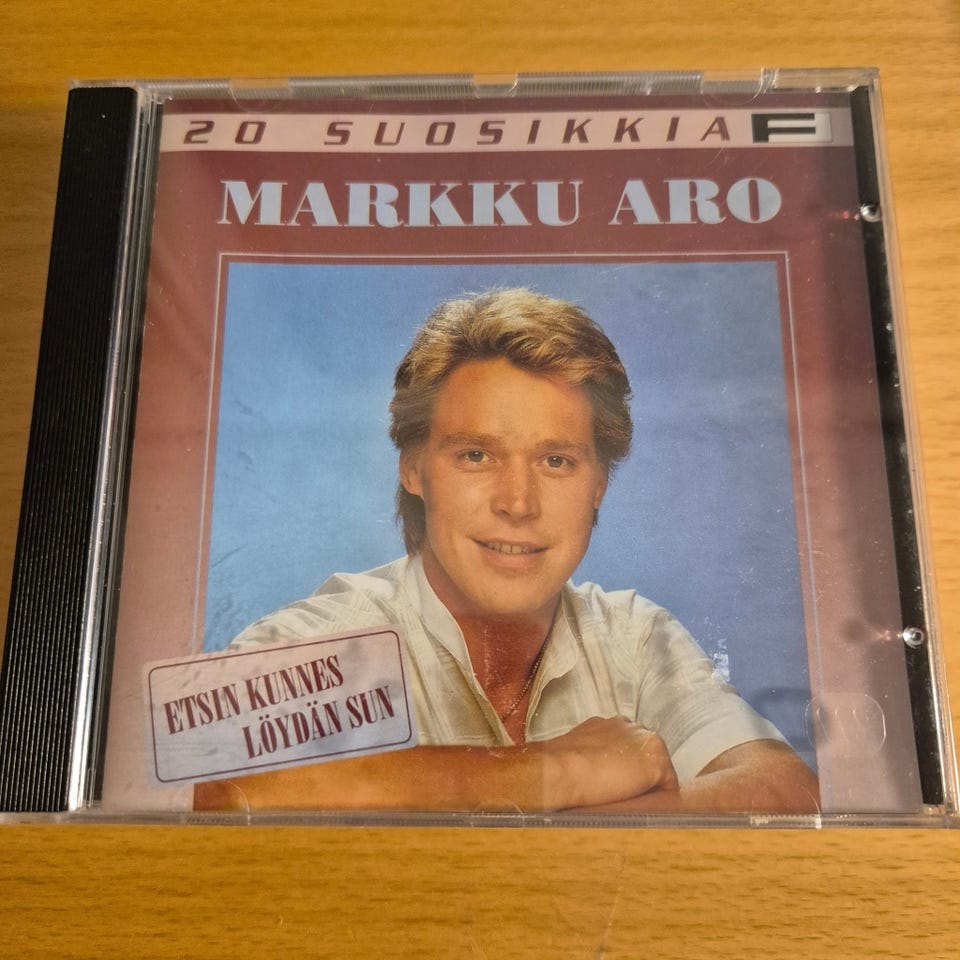 20 SUOSIKKIA F
MARKKU ARO
ETSIN KUNNES
LÖYDÄN SUN